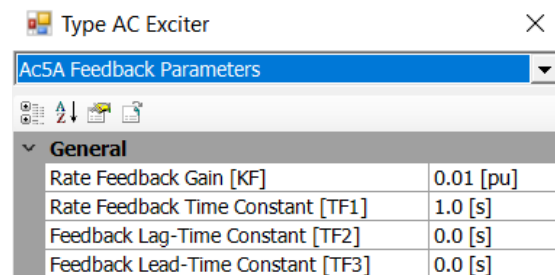 Type AC Exciter
Ac5A Feedback Parameters
General
Rate Feedback Gain [KF] 0.01 [pu]
Rate Feedback Time Constant [TF1] 1.0 [s]
Feedback Lag-Time Constant [TF2] 0.0 [s]
Feedback Lead-Time Constant [TF3] 0.0 [s]